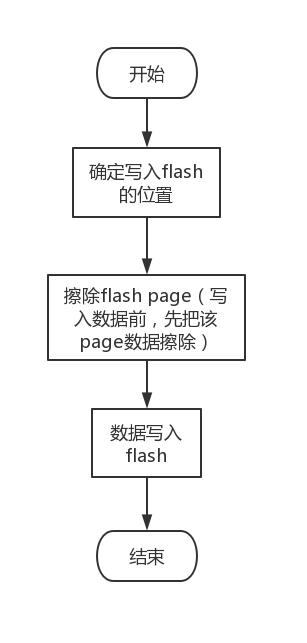 开始
确定写入flash
的位置
擦除flash page（写
入数据前，先把该
page数据擦除）
数据写入
flash
结束